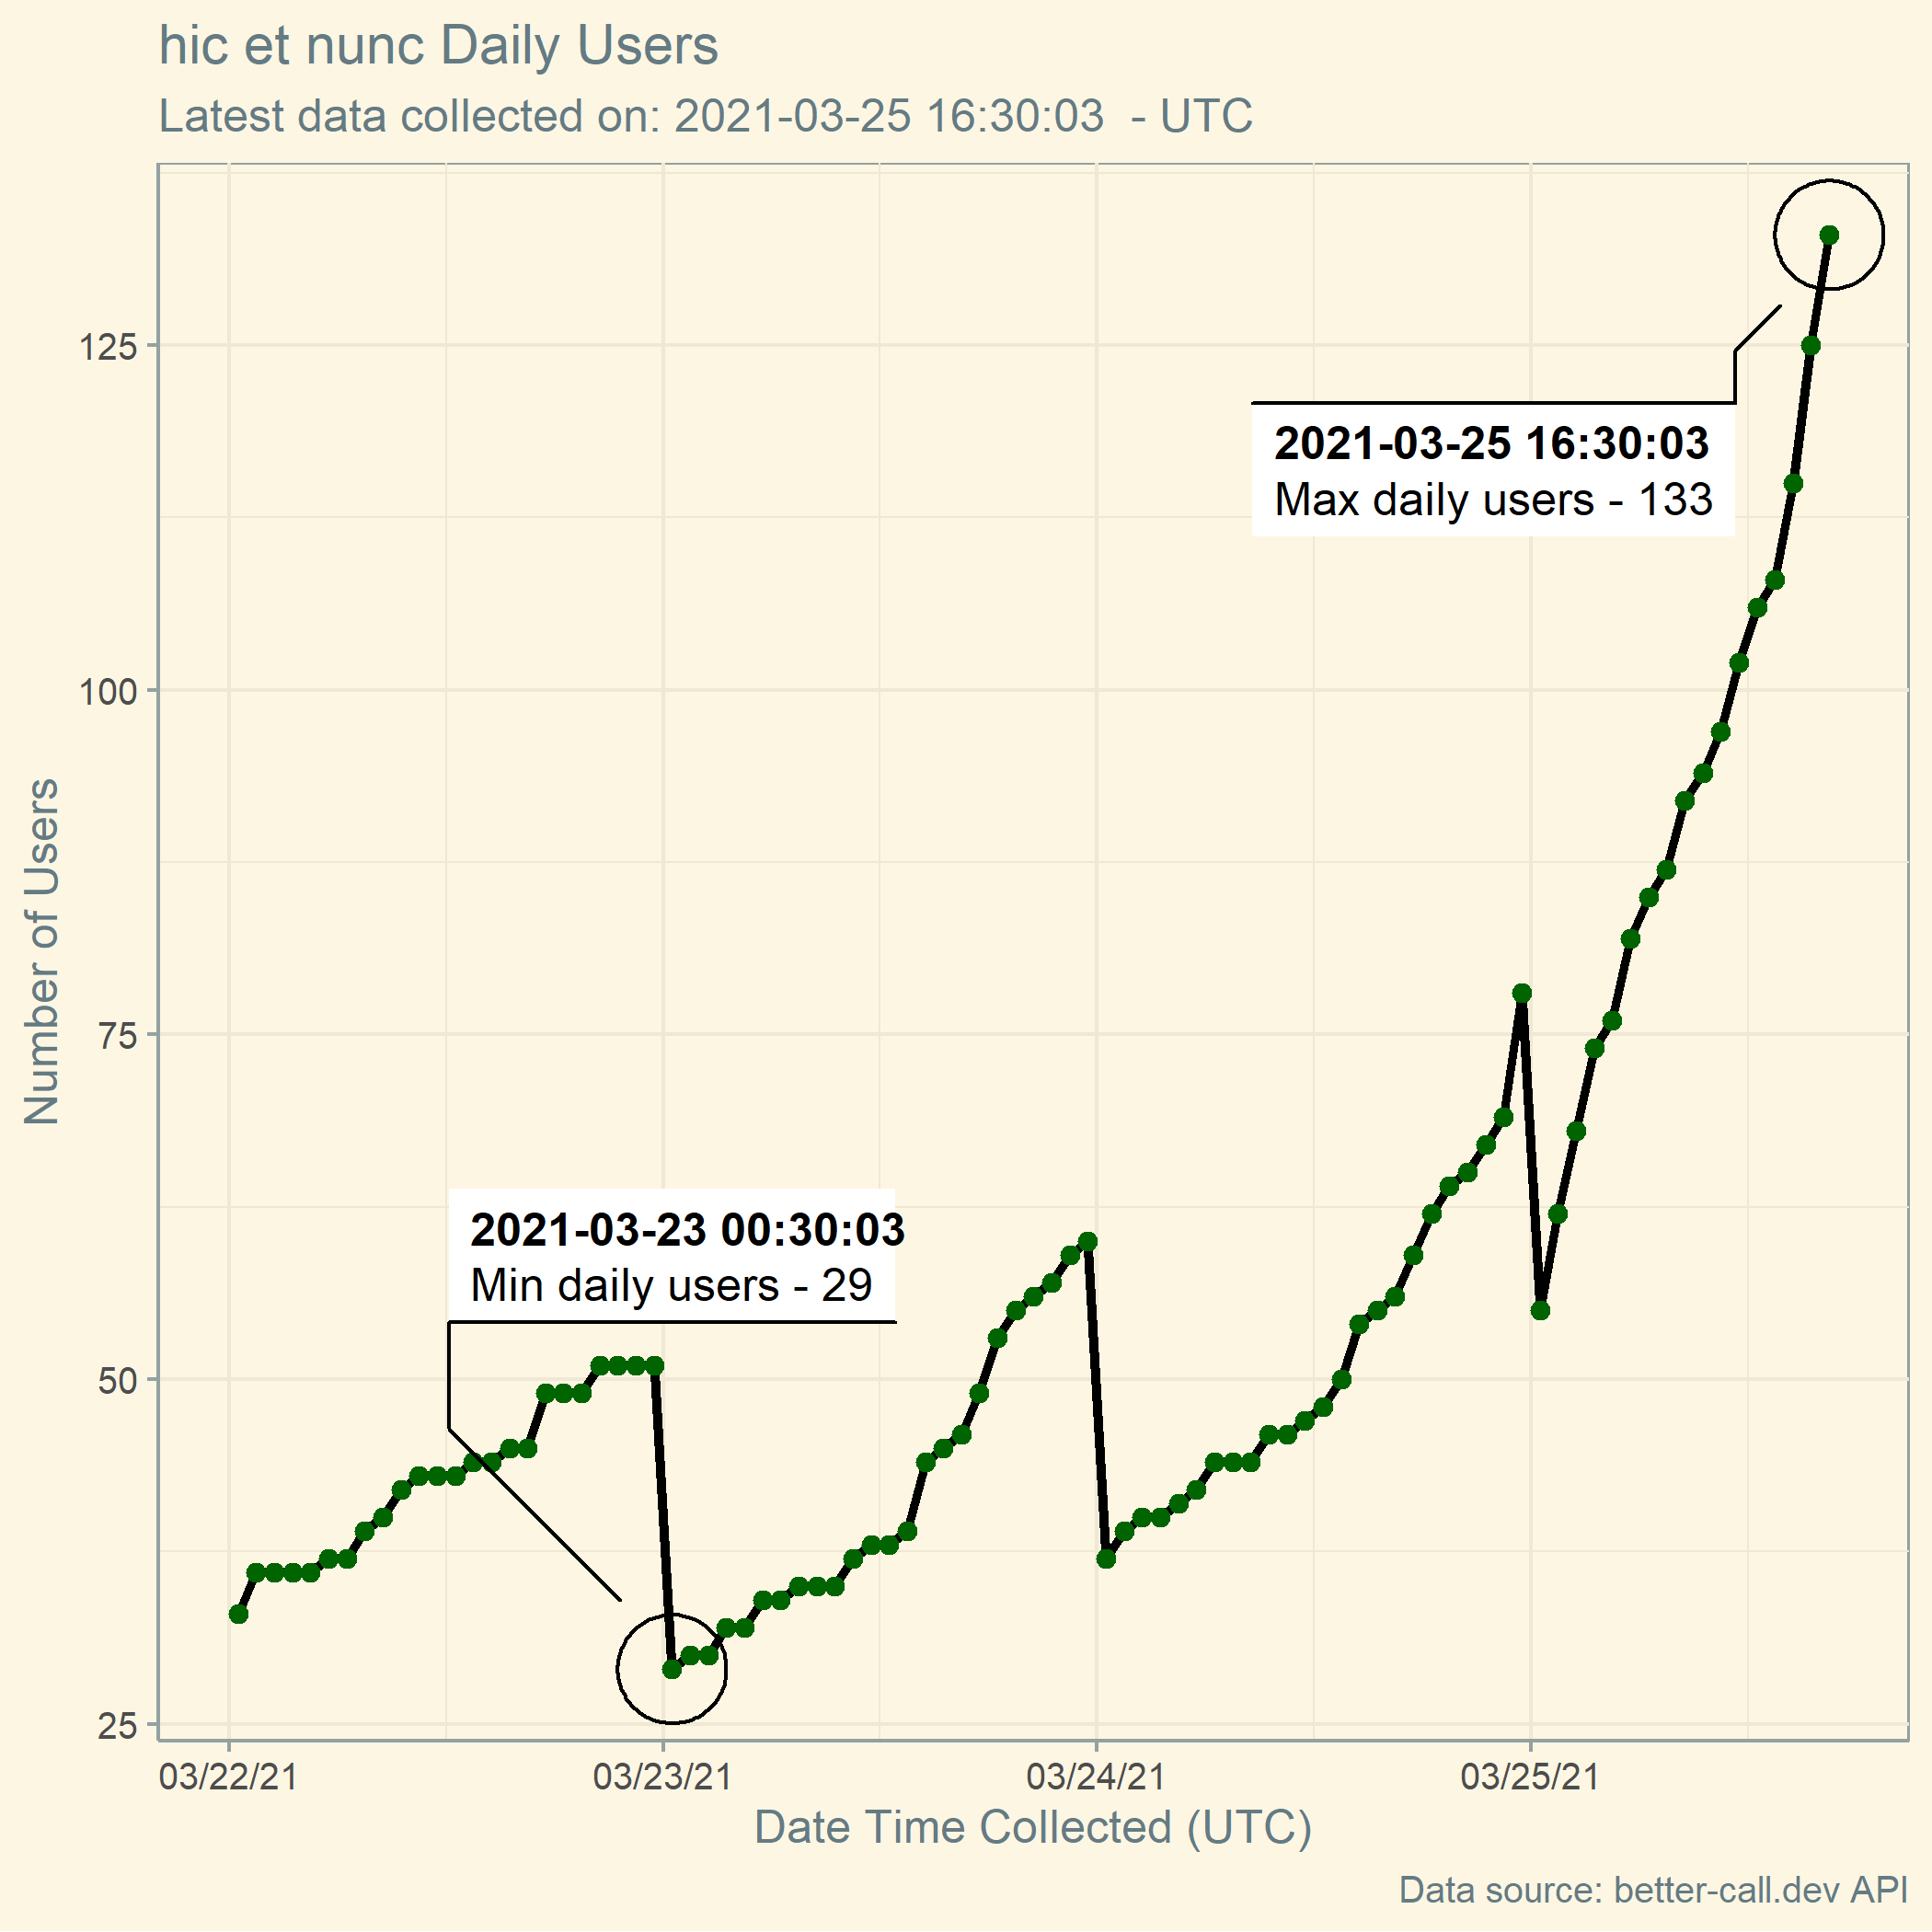 hic et nunc Daily Users
Latest data collected on: 2021-03-25 16:30:03  - UTC
125
2021-03-25 16:30:03
Max daily users - 133
100
Number of Users
75
2021-03-23 00:30:03
Min daily users - 29
50
25
03/22/21 03/23/21 03/24/21 03/25/21
Date Time Collected (UTC)
Data source: better-call.dev API